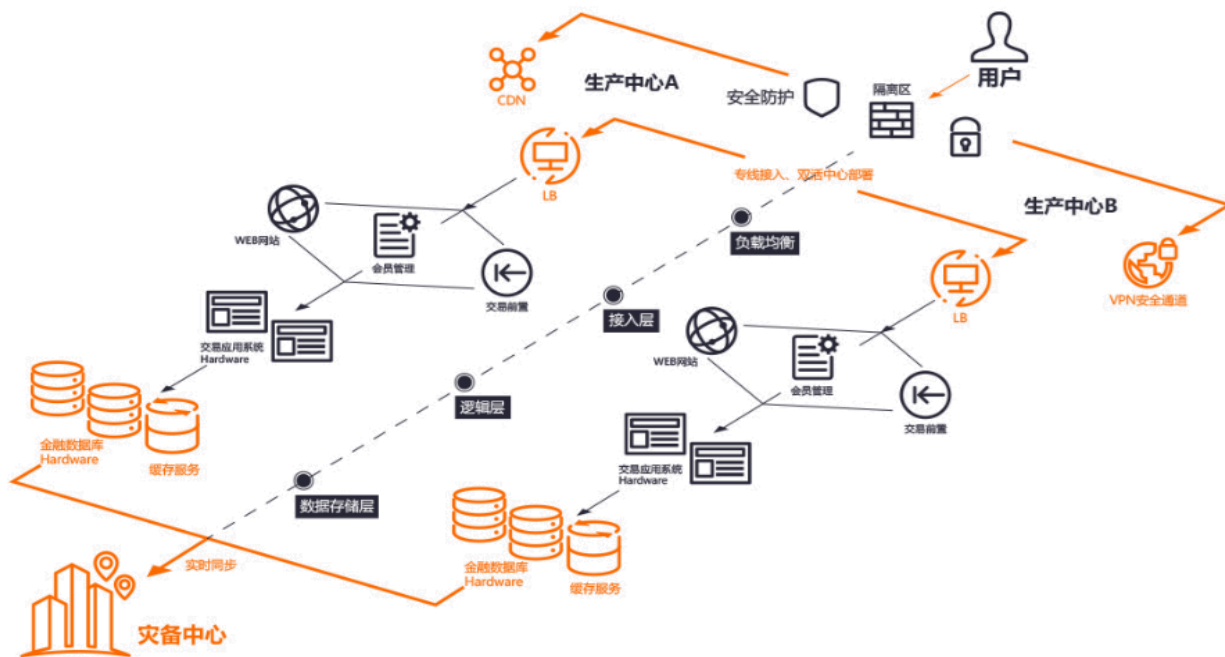 用户
隔离区
生产中心A
安全防护
CDN
LB
专线接入、双活中心部署
生产中心B
WEB网站
会员管理
负载均衡
交易前置
VPN安全通道
LB
接入层
交易应用系统
Hardware
WEB网站
会员管理
逻辑层
交易前置
金融数据库
Hardware
缓存服务
交易应用系统
Hardware
数据存储层
实时同步
金融数据库
Hardware
缓存服务
灾备中心